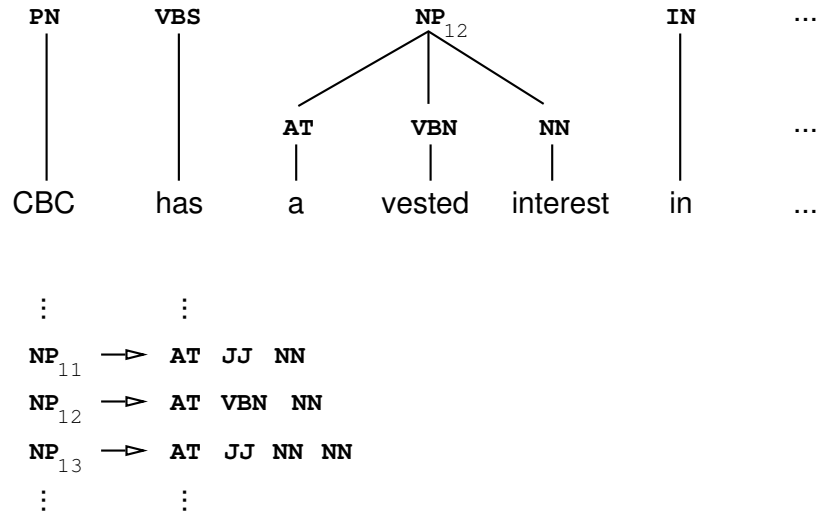 PN VBS NP12 IN ...
AT VBN NN ...
CBC has a vested interest in ...
⋮ ⋮
NP11 → AT JJ NN
NP12 → AT VBN NN
NP13 → AT JJ NN NN
⋮ ⋮